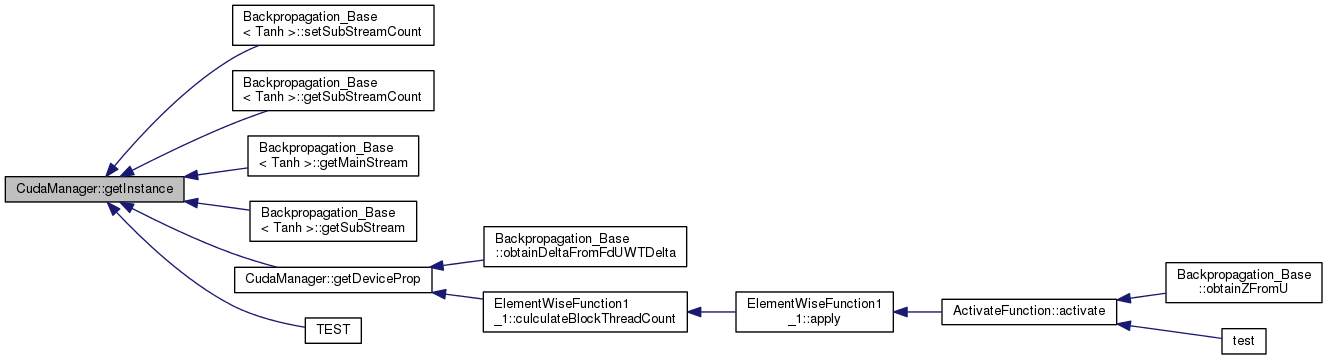 Backpropagation_Base
< Tanh >::setSubStreamCount
Backpropagation_Base
< Tanh >::getSubStreamCount
Backpropagation_Base
< Tanh >::getMainStream
CudaManager::getInstance
Backpropagation_Base
< Tanh >::getSubStream
Backpropagation_Base
::obtainDeltaFromFdUWTDelta
CudaManager::getDeviceProp
Backpropagation_Base
::obtainZFromU
ElementWiseFunction1
_1::culculateBlockThreadCount
ElementWiseFunction1
_1::apply
ActivateFunction::activate
TEST
test